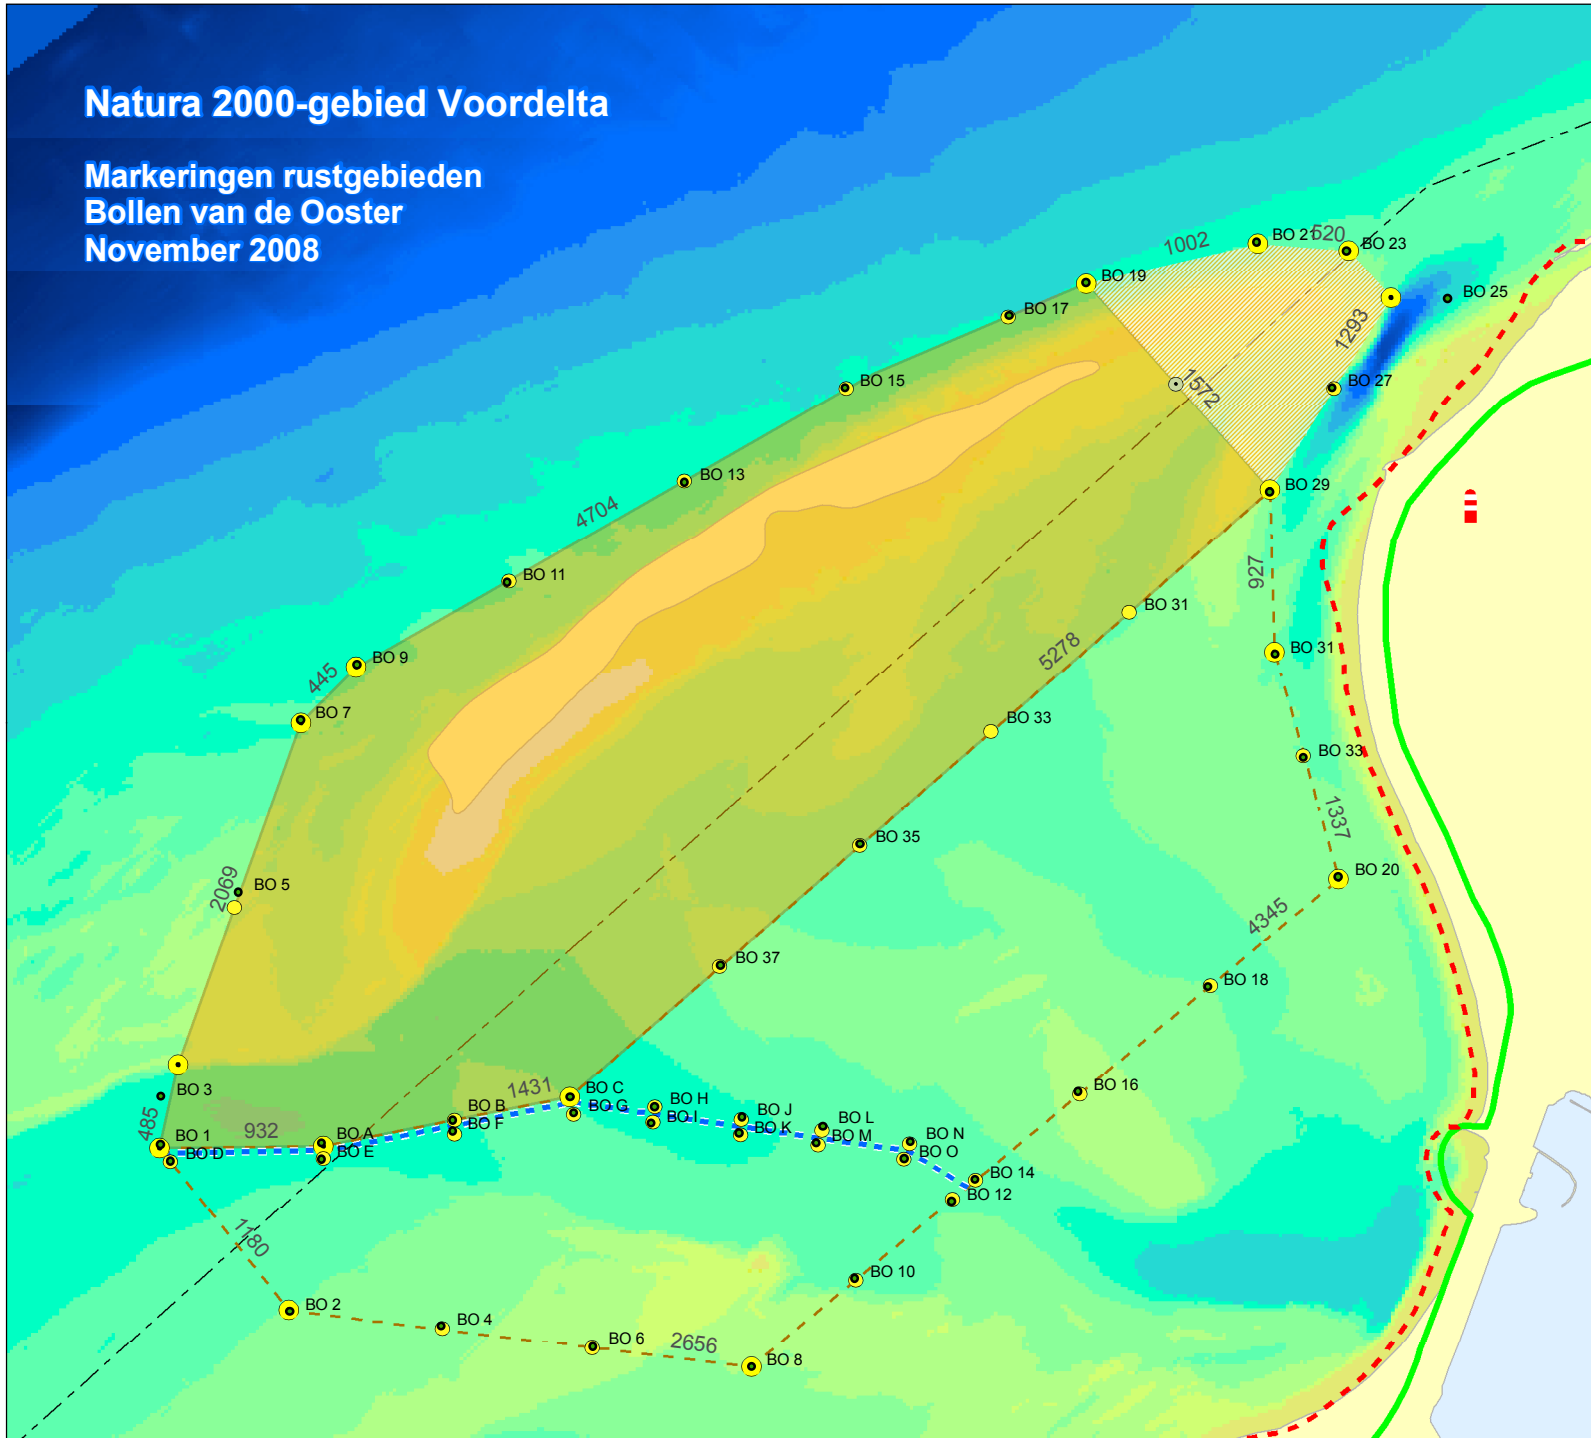 Natura 2000-gebied Voordelta
Markeringen rustgebieden
Bollen van de Ooster
November 2008
1002
BO 21
520
BO 23
BO 19
BO 25
BO 17
1293
1572
BO 15
BO 27
BO 13
BO 29
4704
BO 11
927
BO 31
5278
BO 31
BO 9
445
BO 7
BO 33
BO 33
1337
BO 35
BO 20
2069
BO 5
4345
BO 37
BO 18
BO 3
1431
BO C
BO 16
BO H
BO G
BO I
485
BO B
BO F
BO J
BO K
BO L
BO M
932
BO 1
BO D
BO A
BO E
BO N
BO O
BO 14
BO 12
1180
BO 10
BO 2
BO 4
BO 6
2656
BO 8